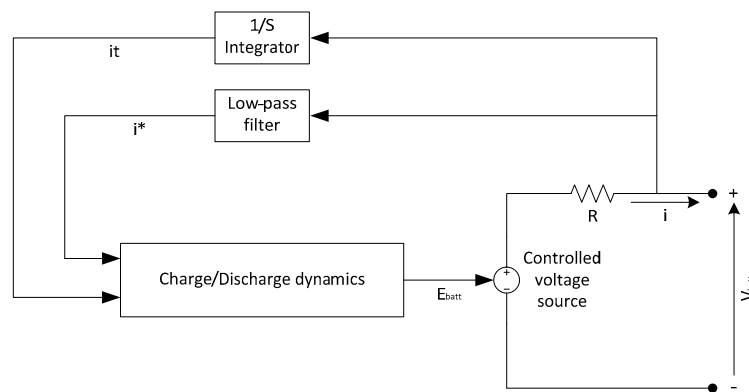 1/S
Integrator
it
Low-pass
filter
i*
R
i
+
Charge/Discharge dynamics
Ebatt
+
-
Controlled
voltage
source
-